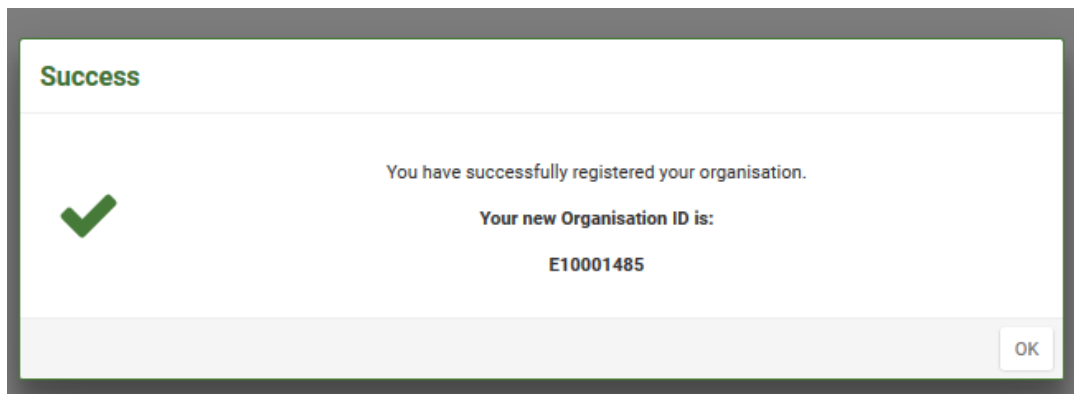 Success
You have successfully registered your organisation.
Your new Organisation ID is:
E10001485
OK